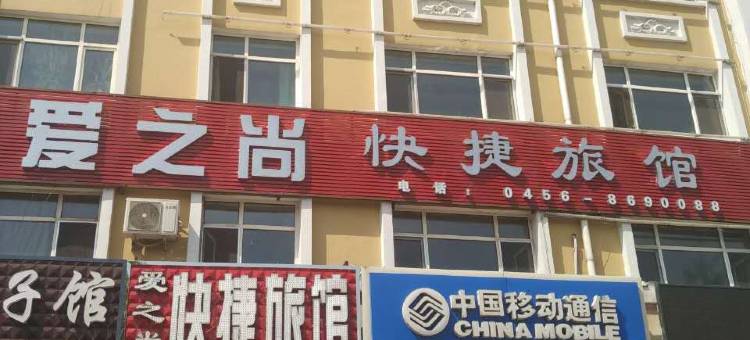 爱之尚 快捷旅馆
电话：0456-8690088
子馆
爱之尚
快捷旅馆
中国移动通信
CHINA MOBILE